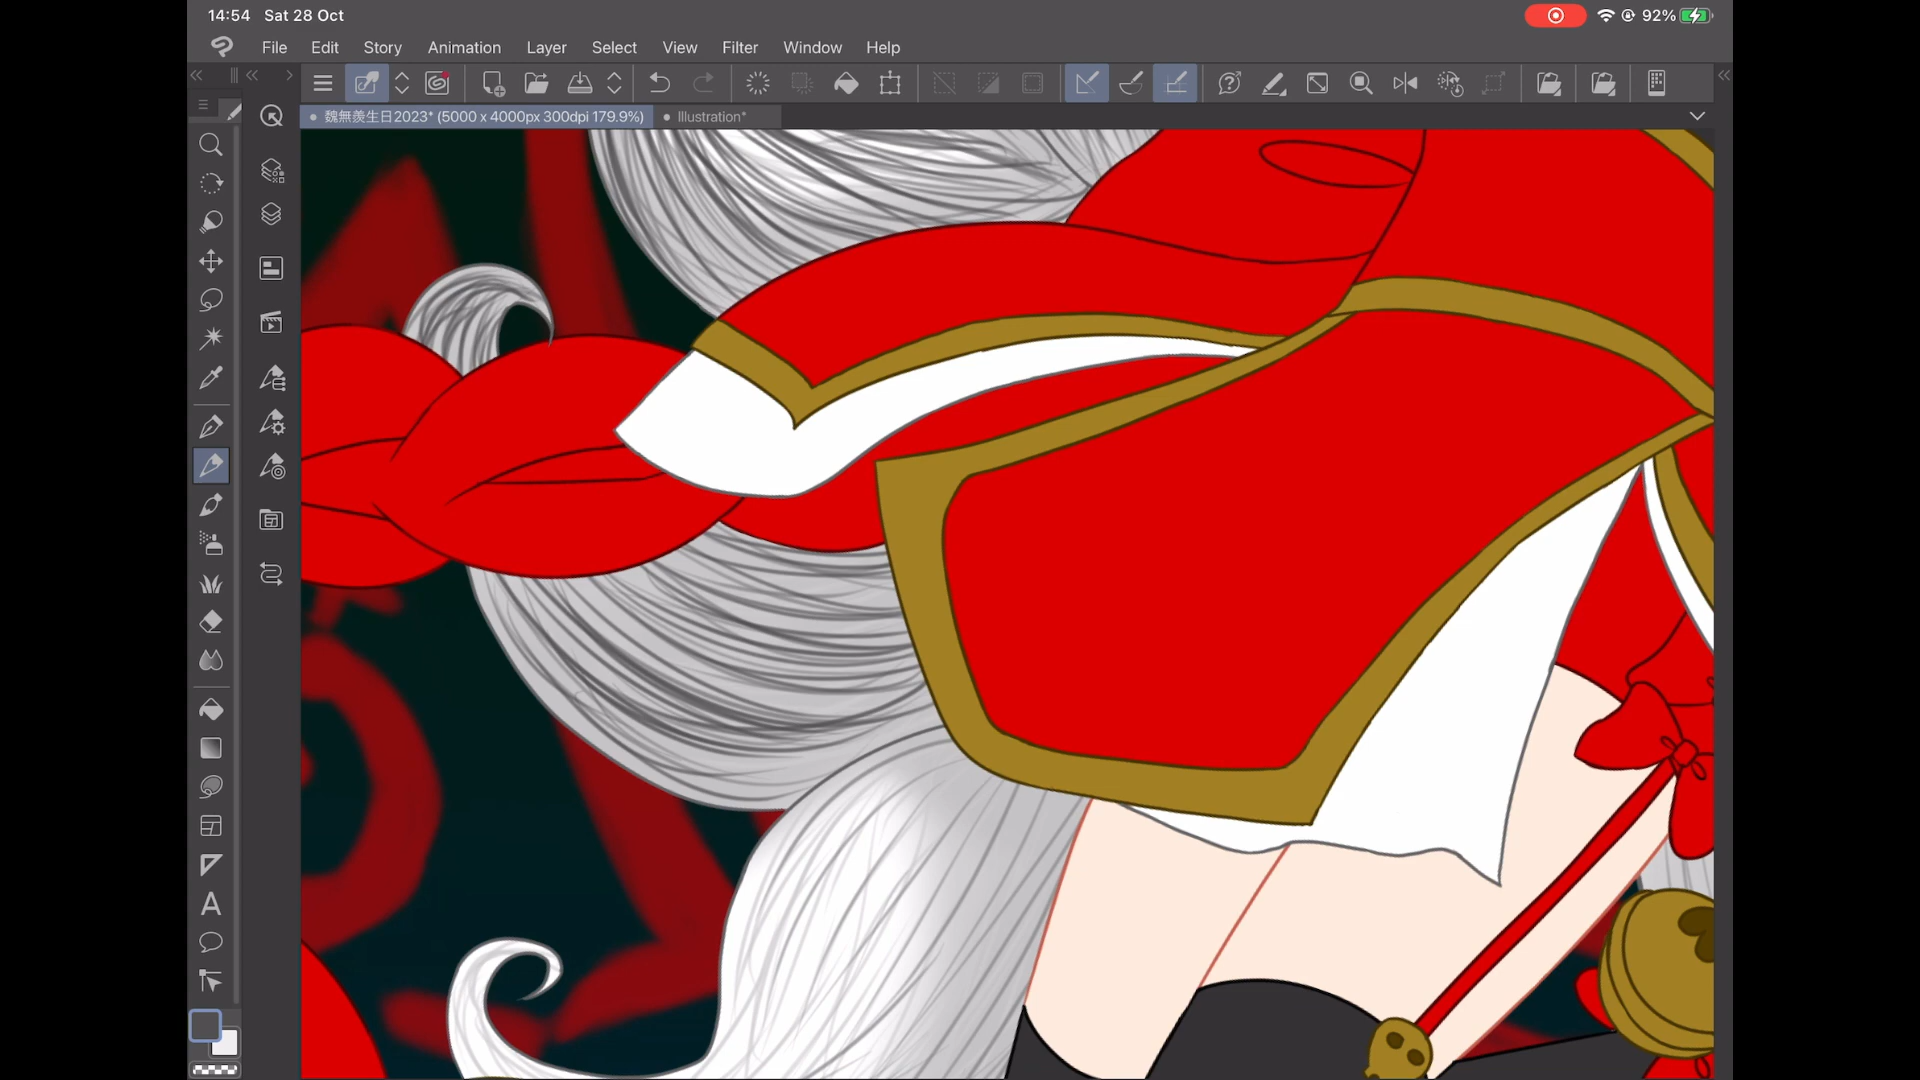 14:54 Sat 28 Oct 92%
File Edit Story Animation Layer Select View Filter Window Help
魏無羨生日2023* (5000 x 4000px 300dpi 179.9%) Illustration*